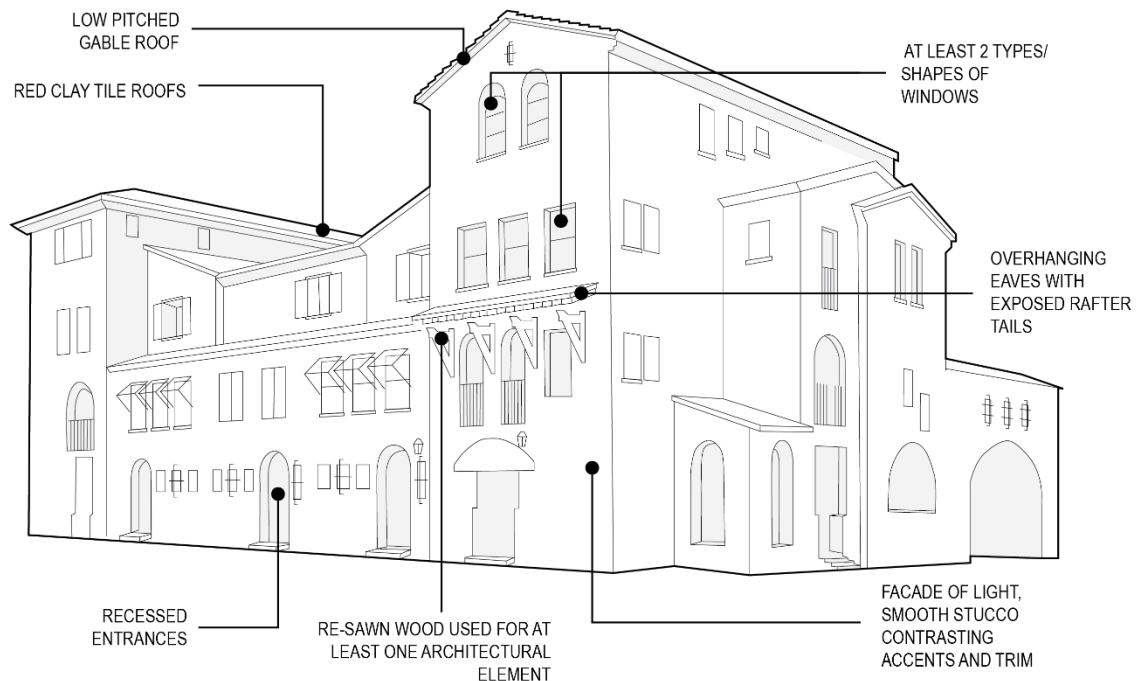 LOW PITCHED
GABLE ROOF
RED CLAY TILE ROOFS
AT LEAST 2 TYPES/
SHAPES OF
WINDOWS
OVERHANGING
EAVES WITH
EXPOSED RAFTER
TAILS
RECESSED
ENTRANCES
RE-SAWN WOOD USED FOR AT
LEAST ONE ARCHITECTURAL
ELEMENT
FACADE OF LIGHT,
SMOOTH STUCCO
CONTRASTING
ACCENTS AND TRIM